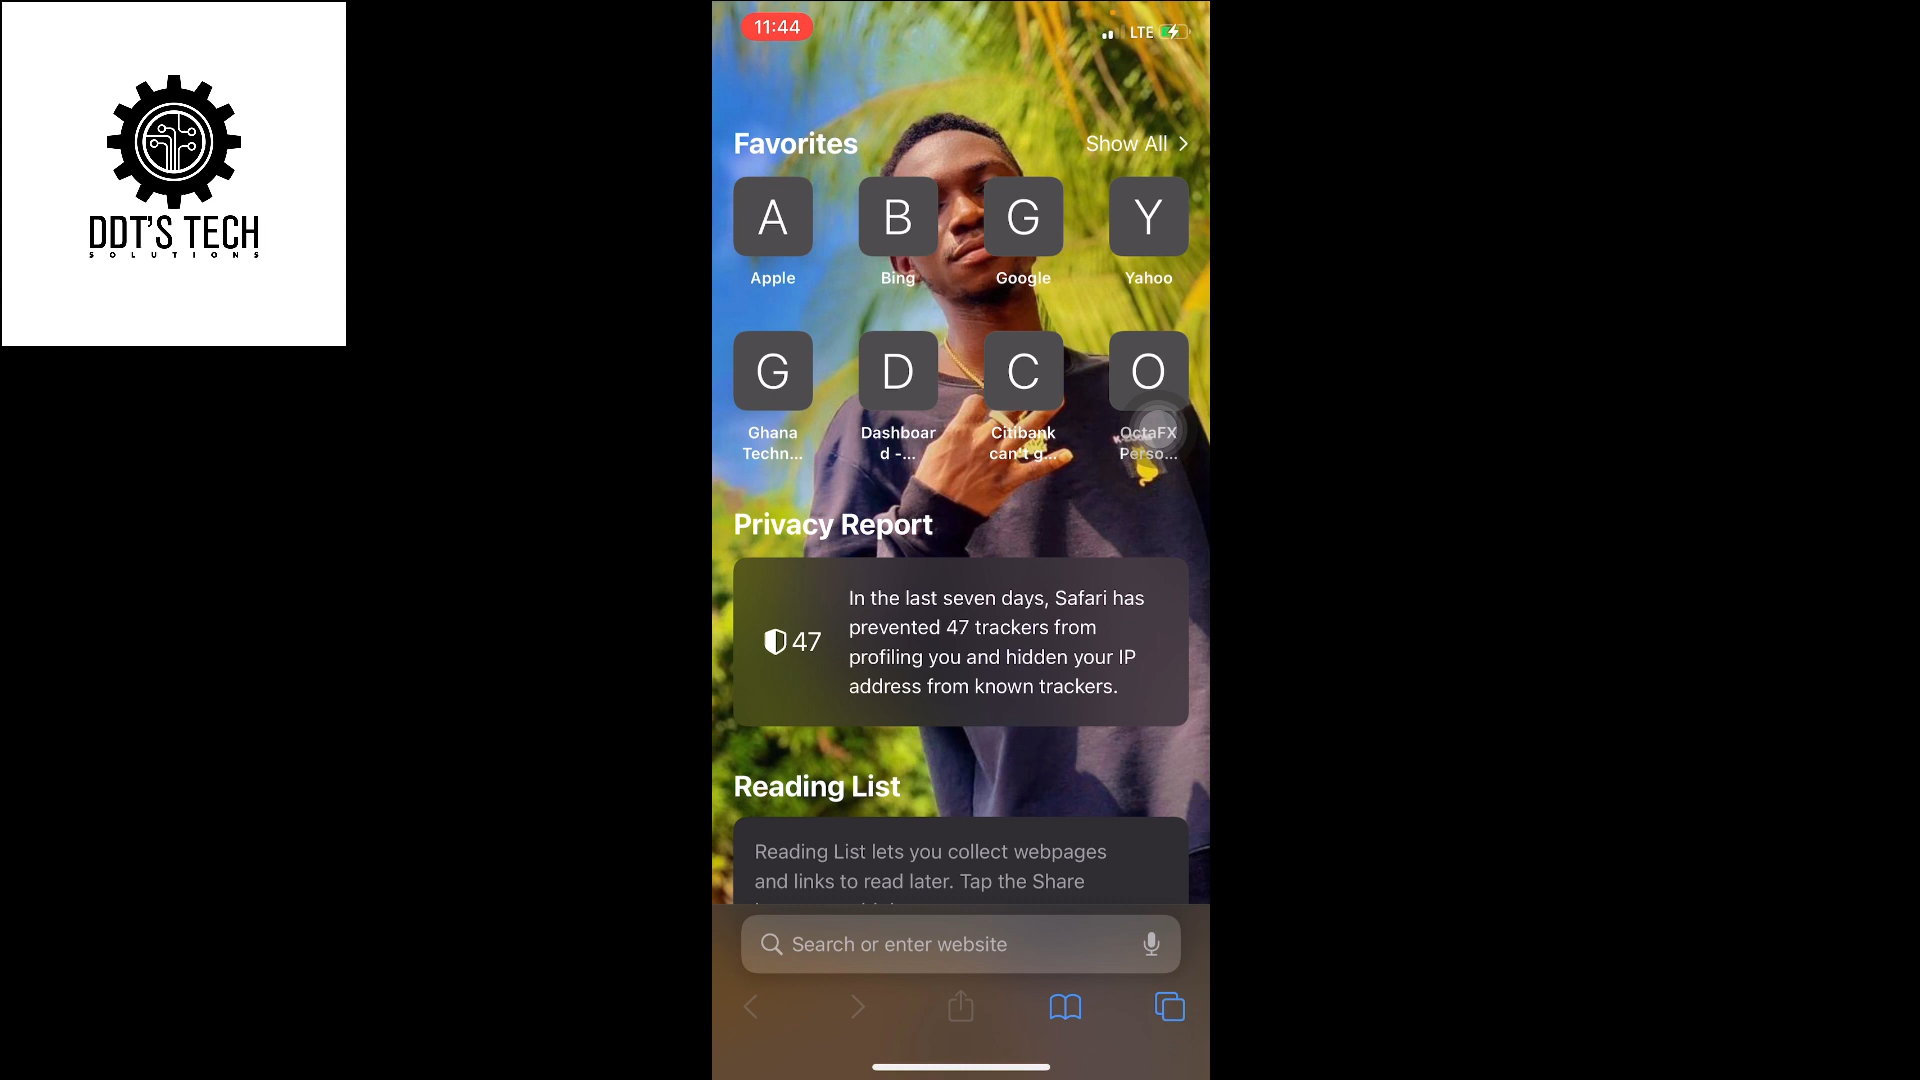 DDT'S TECH
SOLUTIONS
11:44
LTE
Favorites
Show All
A
B
G
Y
Apple
Bing
Google
Yahoo
G
D
C
O
Ghana
Techn...
Dashboar
d -...
Citibank
can't g...
OctaFX
Perso...
Privacy Report
47
In the last seven days, Safari has
prevented 47 trackers from
profiling you and hidden your IP
address from known trackers.
Reading List
Reading List lets you collect webpages
and links to read later. Tap the Share
Search or enter website